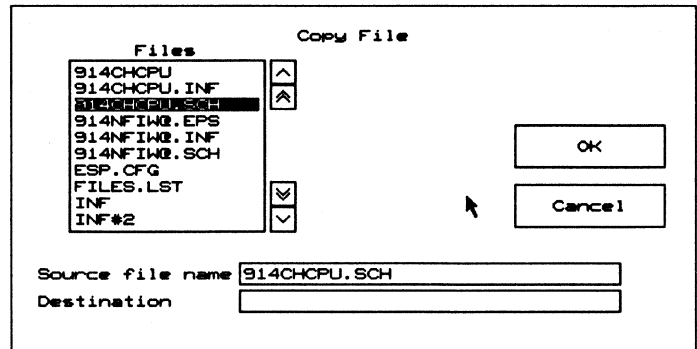 Copy File
Files
914CHCPU
914CHCPU.INF
914CHCPU.SCH
914NFIW@.EPS
914NFIW@.INF
914NFIW@.SCH
ESP.CFG
FILES.LST
INF
INF#2
OK
Cancel
Source file name 914CHCPU.SCH
Destination